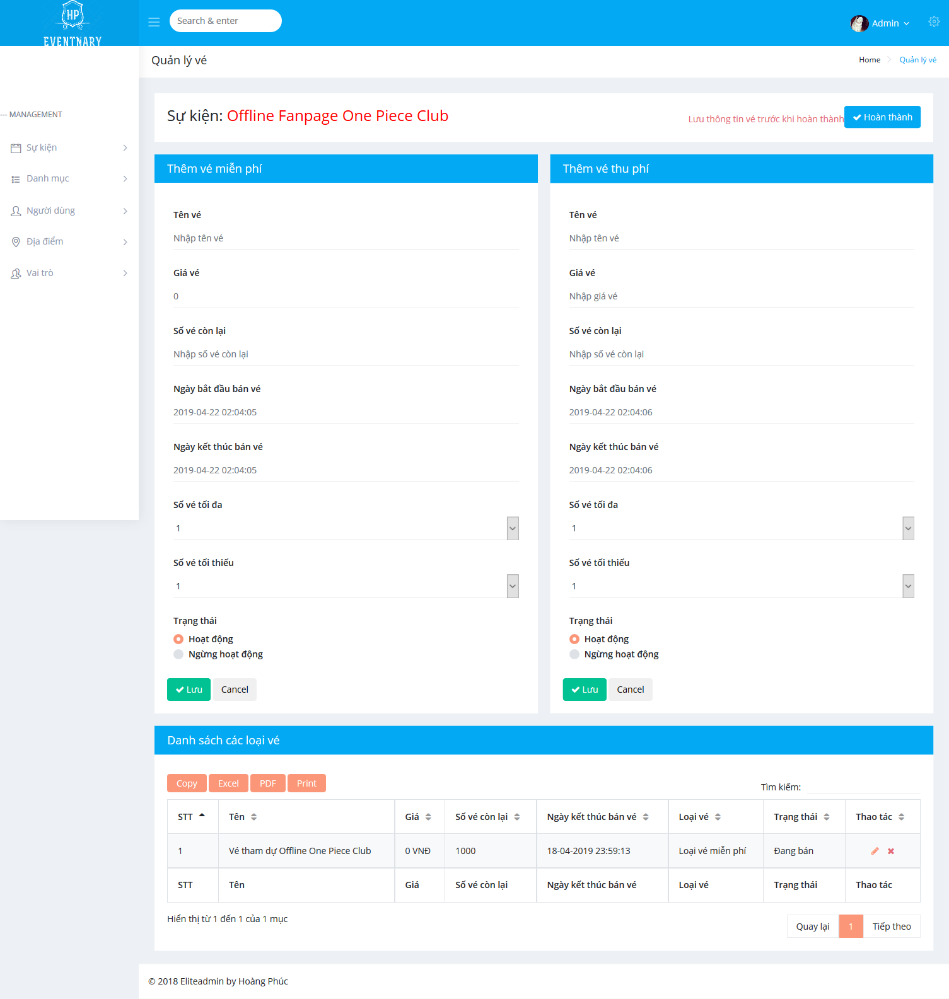 HP
EVENTNARY
Search & enter
Admin
Quản lý vé
Home
Quản lý vé
--- MANAGEMENT
Sự kiện
Danh mục
Người dùng
Địa điểm
Vai trò
Sự kiện: Offline Fanpage One Piece Club
Lưu thông tin vé trước khi hoàn thành
Hoàn thành
Thêm vé miễn phí
Tên vé
Nhập tên vé
Giá vé
0
Số vé còn lại
Nhập số vé còn lại
Ngày bắt đầu bán vé
2019-04-22 02:04:05
Ngày kết thúc bán vé
2019-04-22 02:04:05
Số vé tối đa
1
Số vé tối thiếu
1
Trạng thái
Hoạt động
Ngừng hoạt động
Lưu Cancel
Thêm vé thu phí
Tên vé
Nhập tên vé
Giá vé
Nhập giá vé
Số vé còn lại
Nhập số vé còn lại
Ngày bắt đầu bán vé
2019-04-22 02:04:06
Ngày kết thúc bán vé
2019-04-22 02:04:06
Số vé tối đa
1
Số vé tối thiếu
1
Trạng thái
Hoạt động
Ngừng hoạt động
Lưu Cancel
Danh sách các loại vé
Copy Excel PDF Print
Tìm kiếm:
STT Tên Giá Số vé còn lại Ngày kết thúc bán vé Loại vé Trạng thái Thao tác
1 Vé tham dự Offline One Piece Club 0 VNĐ 1000 18-04-2019 23:59:13 Loại vé miễn phí Đang bán
STT Tên Giá Số vé còn lại Ngày kết thúc bán vé Loại vé Trạng thái Thao tác
Hiển thị từ 1 đến 1 của 1 mục
Quay lại 1 Tiếp theo
© 2018 Eliteadmin by Hoàng Phúc